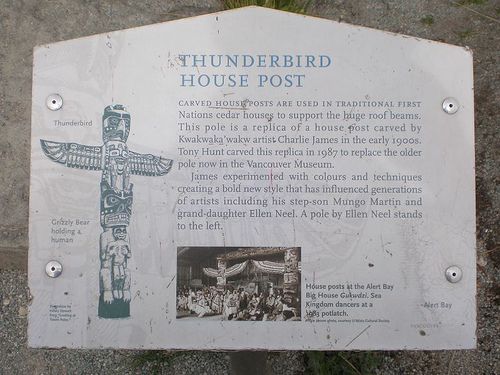 THUNDERBIRD
HOUSE POST
CARVED HOUSE POSTS ARE USED IN TRADITIONAL FIRST
Nations cedar houses to support the huge roof beams.
This pole is a replica of a house post carved by
Kwakwaka'wakw artist Charlie James in the early 1900s.
Tony Hunt carved this replica in 1987 to replace the older
pole now in the Vancouver Museum.
James experimented with colours and techniques
creating a bold new style that has influenced generations
of artists including his step-son Mungo Martin and
grand-daughter Ellen Neel. A pole by Ellen Neel stands
to the left.
Thunderbird
Grizzly Bear
holding a
human
House posts at the Alert Bay
Big House Gukwdzi. Sea
Kingdom dancers at a
1983 potlatch.
Alert Bay